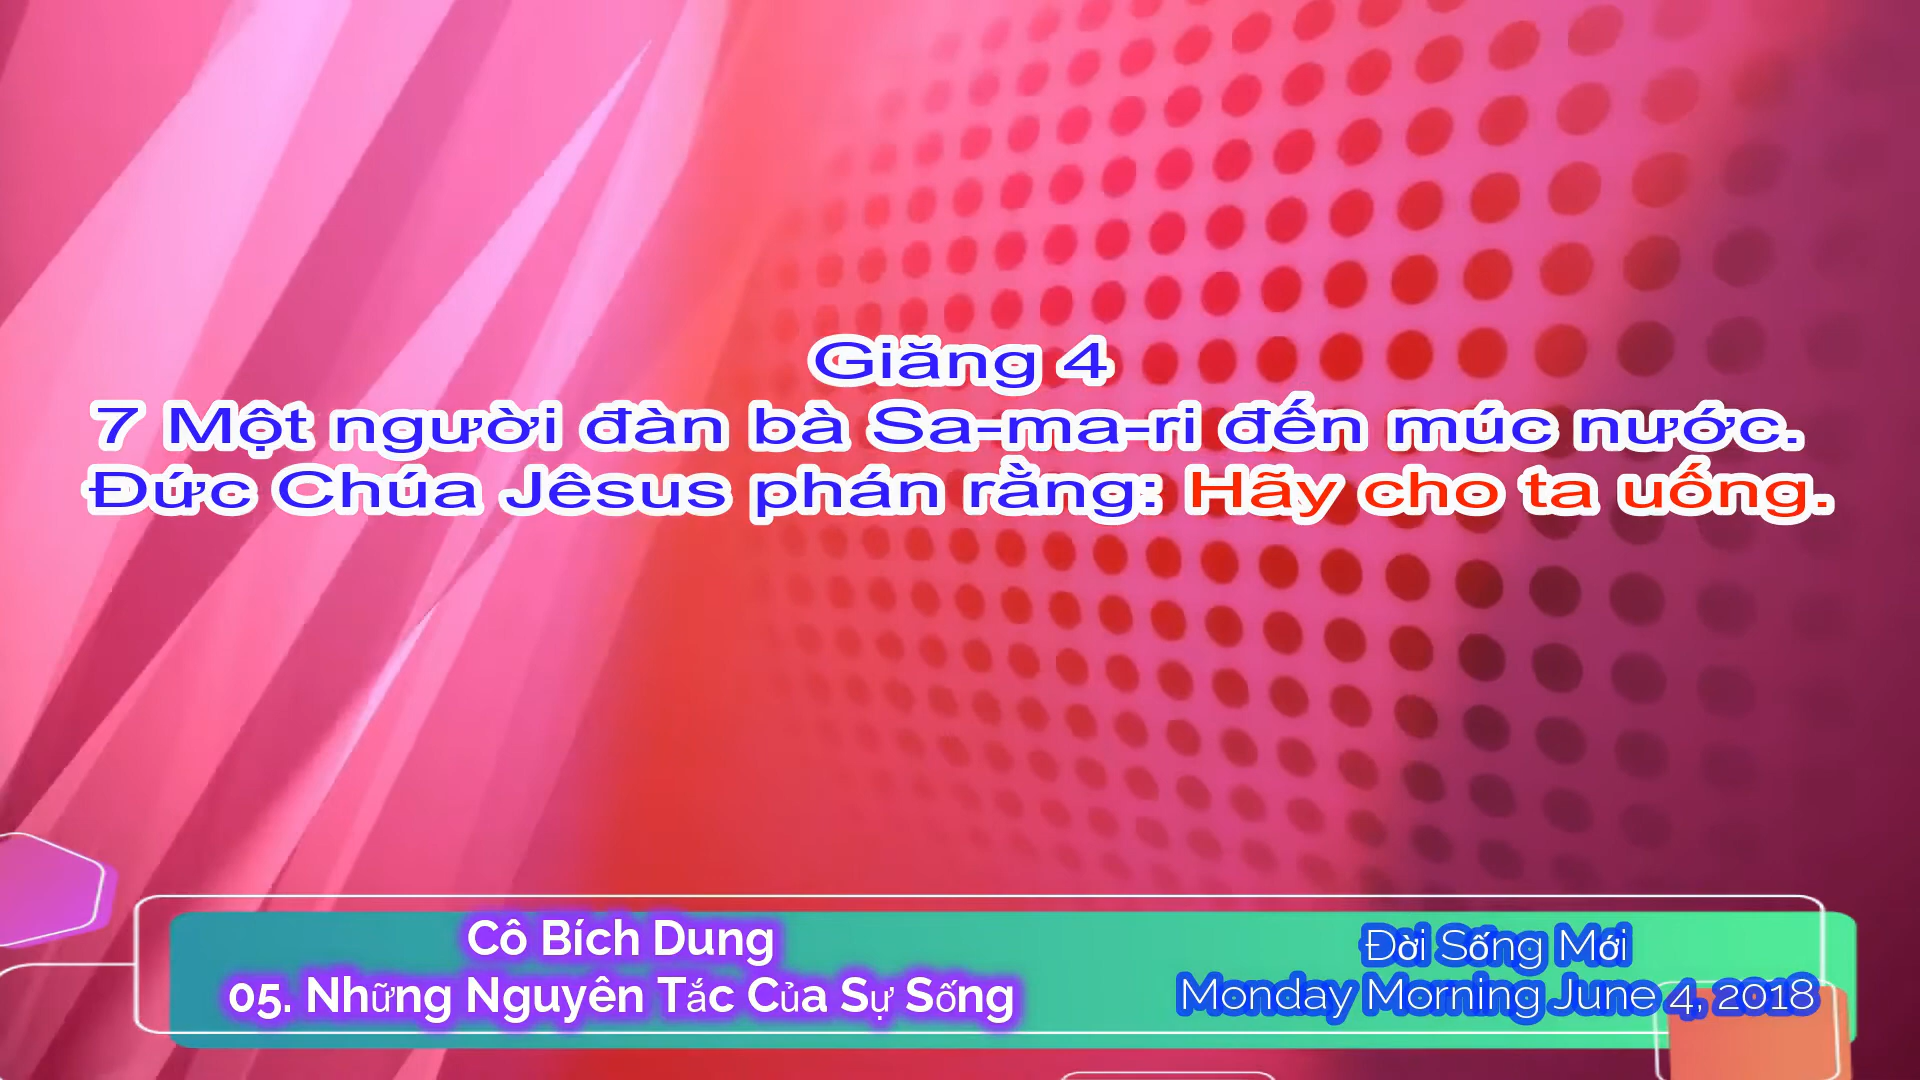 Giăng 4
7 Một người đàn bà Sa-ma-ri đến múc nước.
Đức Chúa Jêsus phán rằng: Hãy cho ta uống.
Cô Bích Dung
05. Những Nguyên Tắc Của Sự Sống
Đời Sống Mới
Monday Morning June 4, 2018